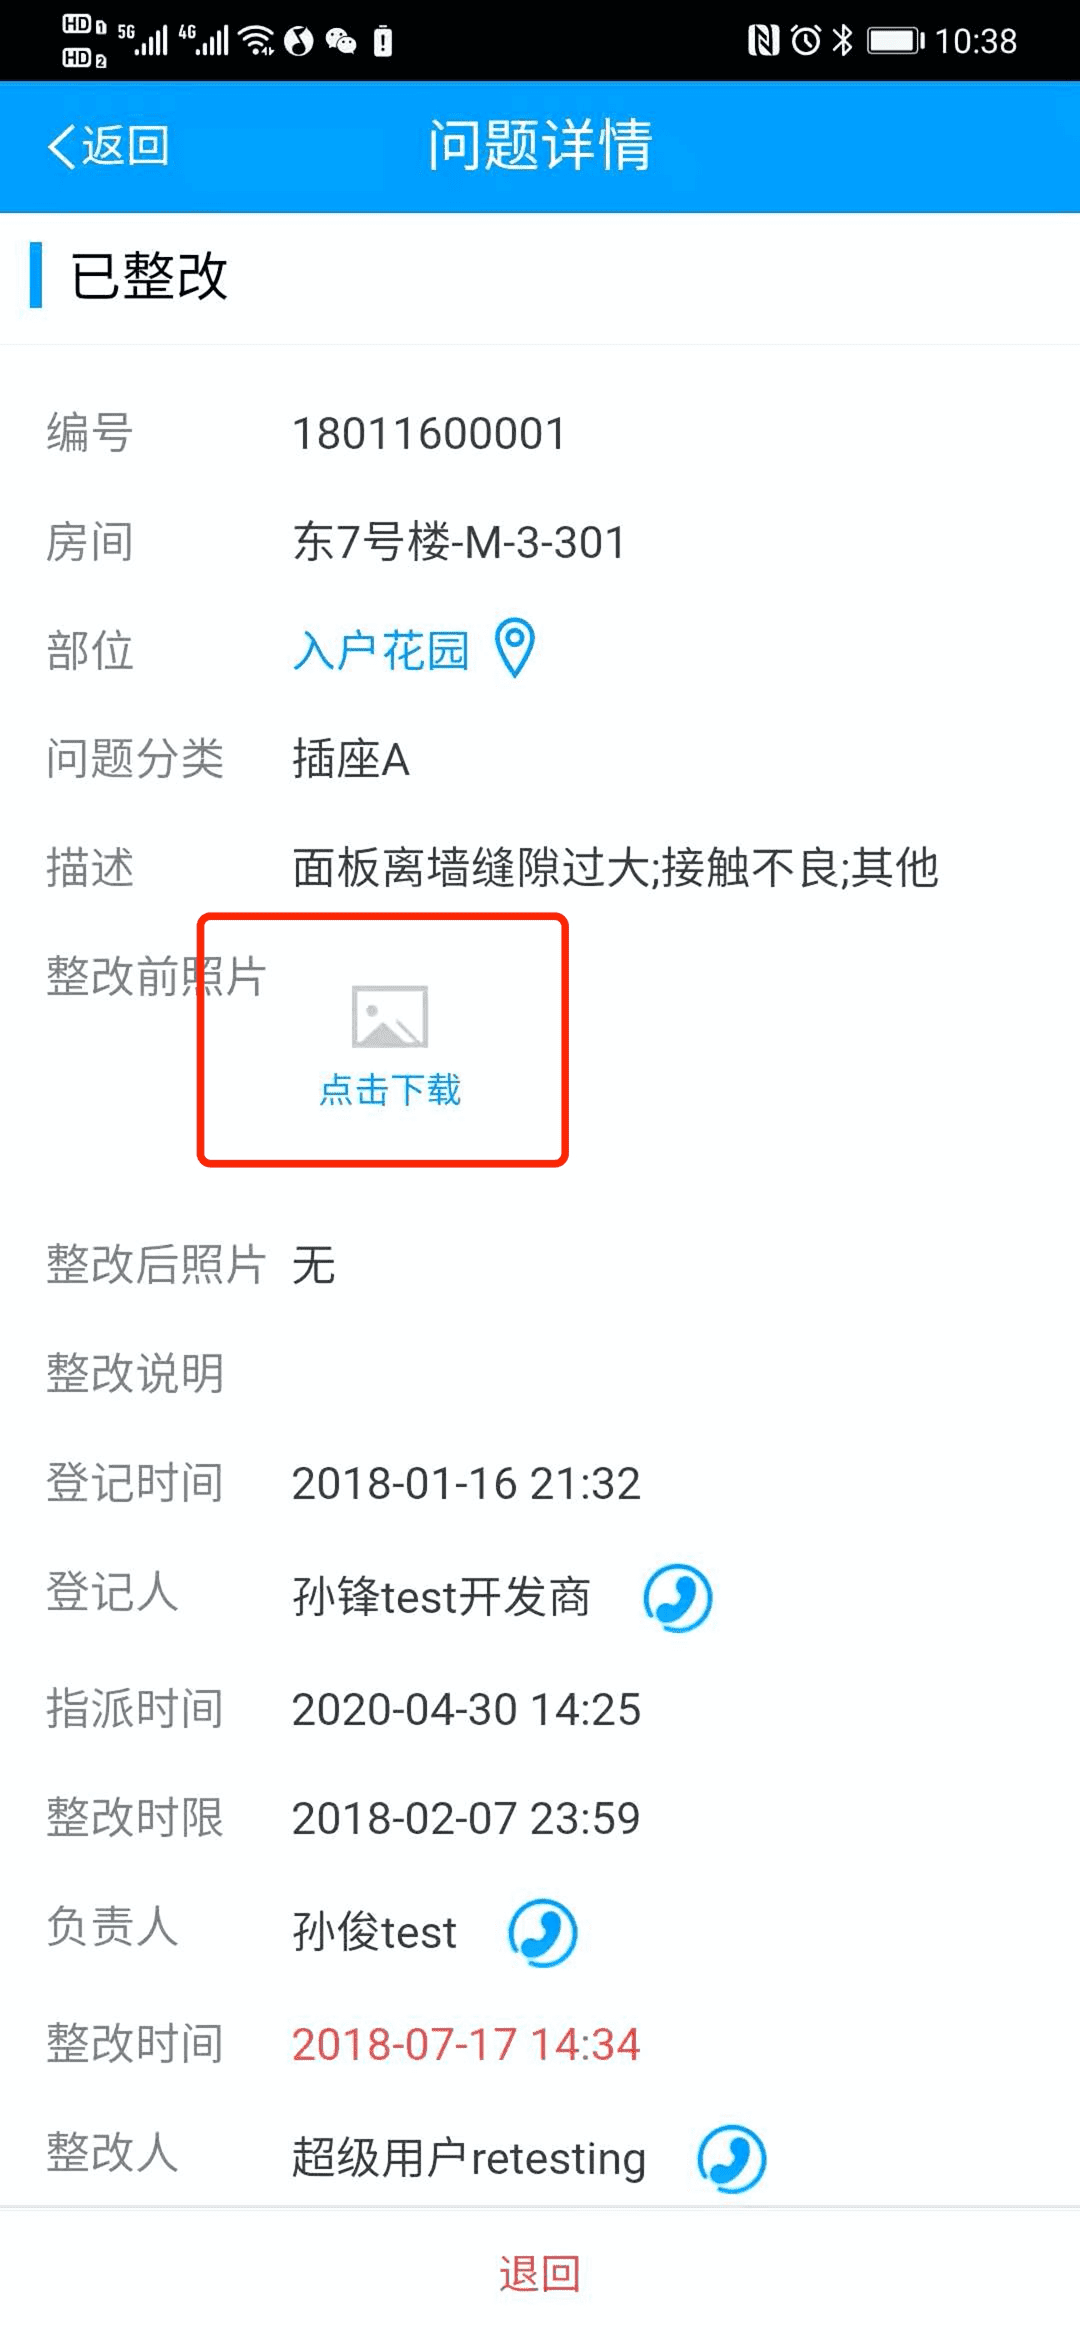 HD 1 5G 4G 10:38
HD 2
返回 问题详情
已整改
编号 18011600001
房间 东7号楼-M-3-301
部位 入户花园
问题分类 插座A
描述 面板离墙缝隙过大;接触不良;其他
整改前照片
点击下载
整改后照片 无
整改说明
登记时间 2018-01-16 21:32
登记人 孙锋test开发商
指派时间 2020-04-30 14:25
整改时限 2018-02-07 23:59
负责人 孙俊test
整改时间 2018-07-17 14:34
整改人 超级用户retesting
退回